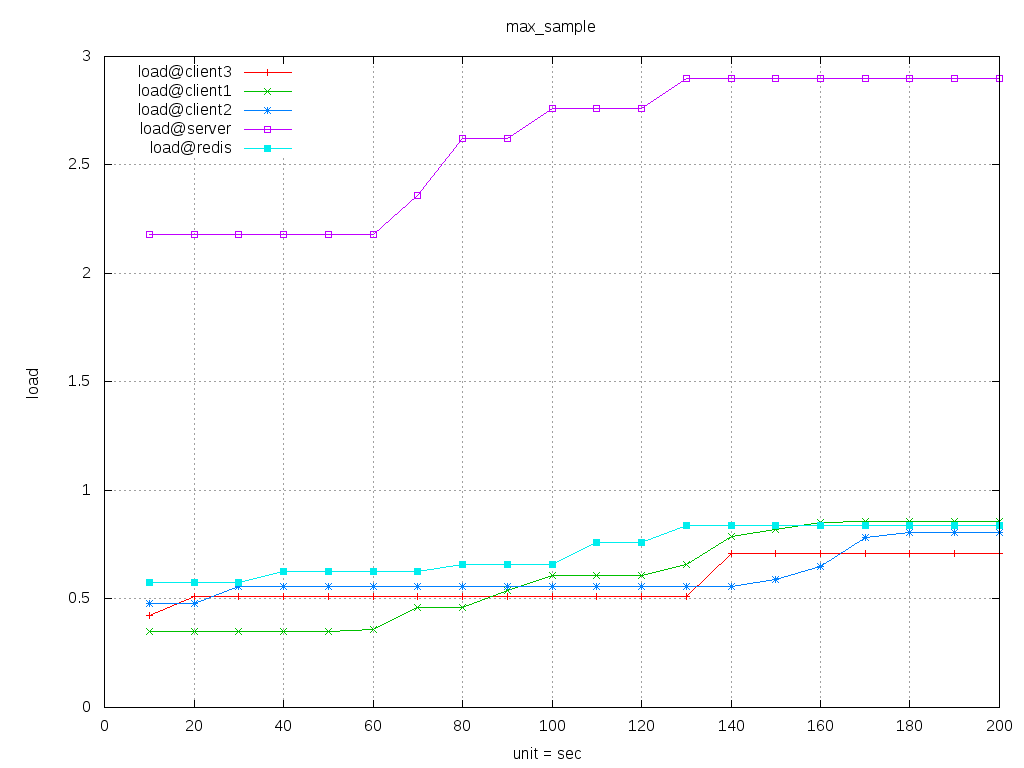 max_sample
load@client3
load@client1
load@client2
load@server
load@redis
3
2.5
2
1.5
1
0.5
0
load
0 20 40 60 80 100 120 140 160 180 200
unit = sec